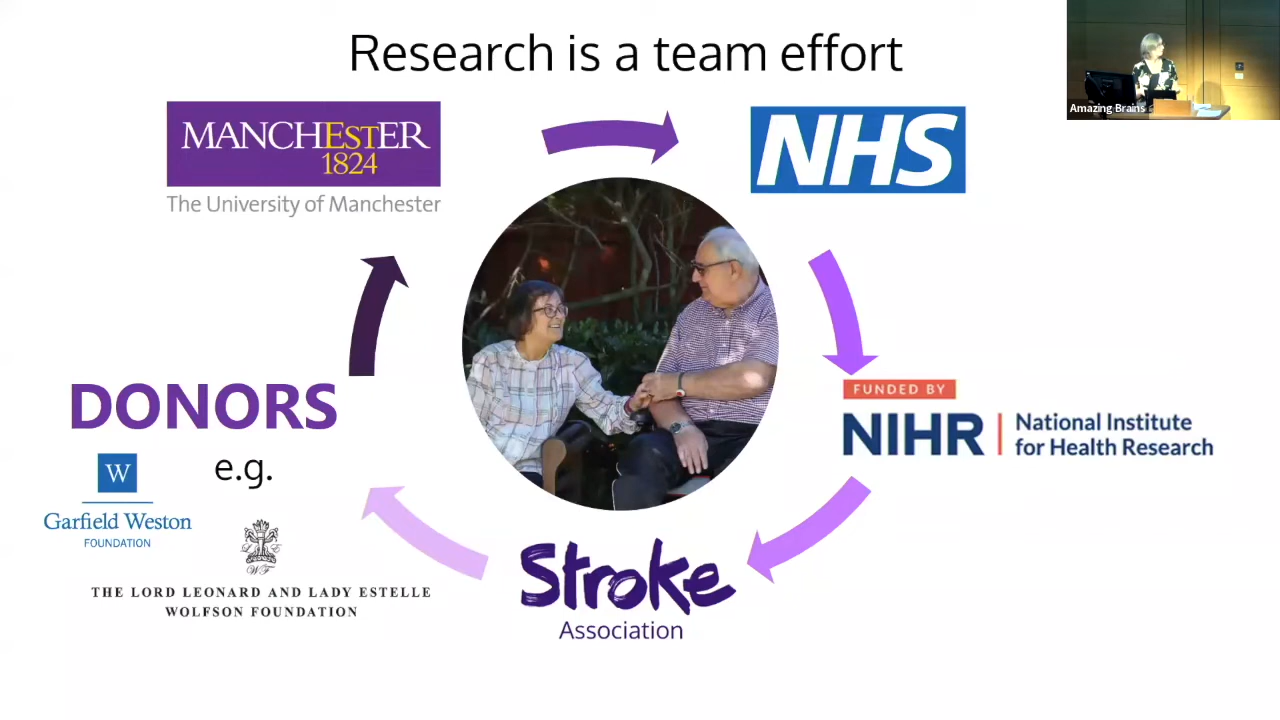 Research is a team effort
Amazing Brains
MANCHESTER
1824
The University of Manchester
NHS
FUNDED BY
NIHR | National Institute
for Health Research
DONORS
e.g.
W
Garfield Weston
FOUNDATION
THE LORD LEONARD AND LADY ESTELLE
WOLFSON FOUNDATION
Stroke
Association